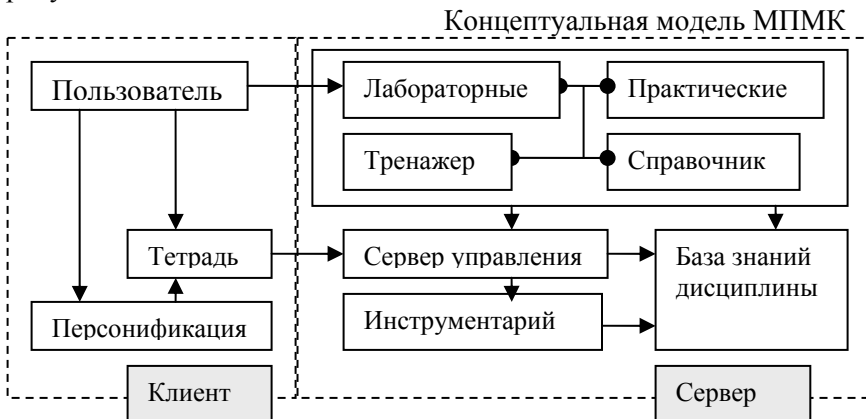 Концептуальная модель МПМК
Пользователь
Лабораторные
Практические
Тренажер
Справочник
Тетрадь
Сервер управления
База знаний
дисциплины
Персонификация
Инструментарий
Клиент
Сервер